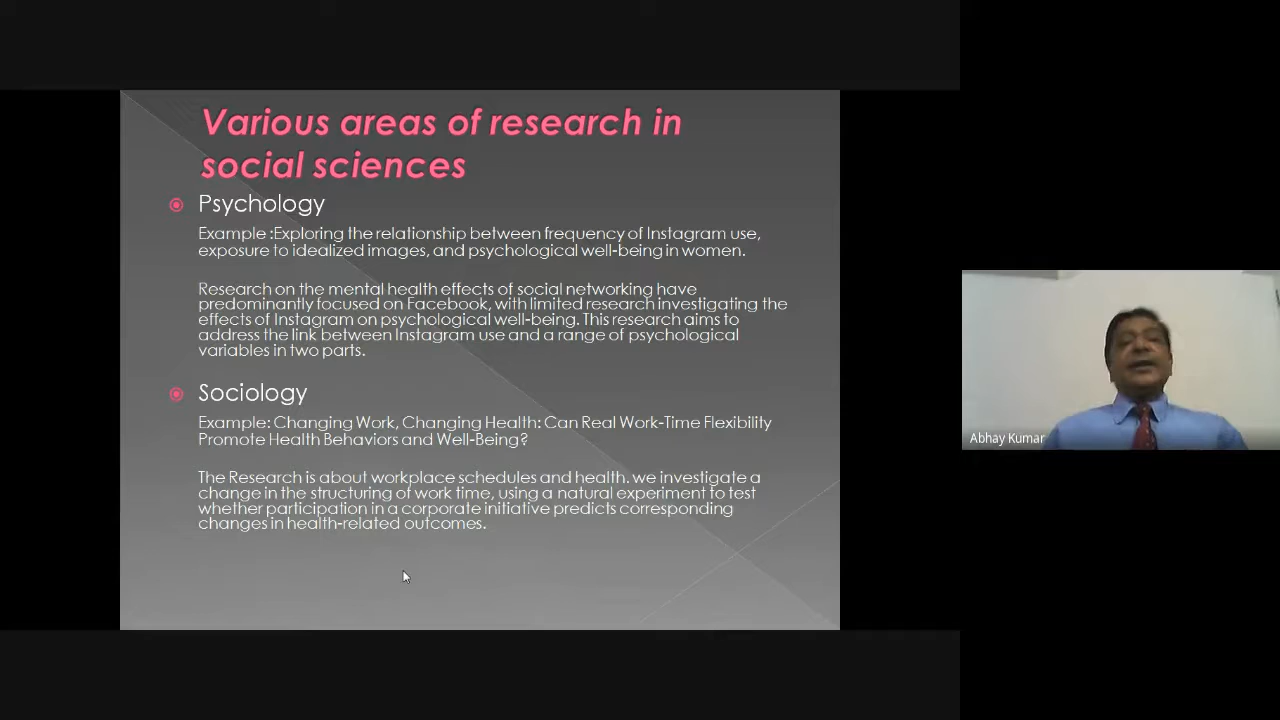 Various areas of research in
social sciences
Psychology
Example :Exploring the relationship between frequency of Instagram use,
exposure to idealized images, and psychological well-being in women.
Research on the mental health effects of social networking have
predominantly focused on Facebook, with limited research investigating the
effects of Instagram on psychological well-being. This research aims to
address the link between Instagram use and a range of psychological
variables in two parts.
Sociology
Example: Changing Work, Changing Health: Can Real Work-Time Flexibility
Promote Health Behaviors and Well-Being?
The Research is about workplace schedules and health. we investigate a
change in the structuring of work time, using a natural experiment to test
whether participation in a corporate initiative predicts corresponding
changes in health-related outcomes.
Abhay Kumar